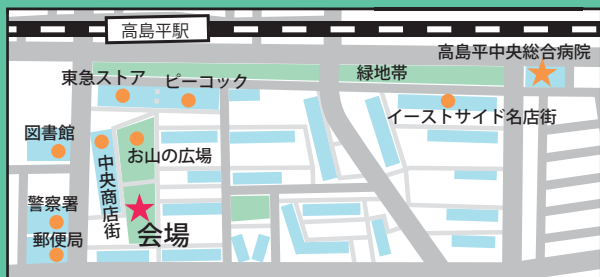 高島平駅
高島平中央総合病院
緑地帯
東急ストア
ピーコック
イーストサイド名店街
図書館
お山の広場
中央商店街
警察署
会場
郵便局